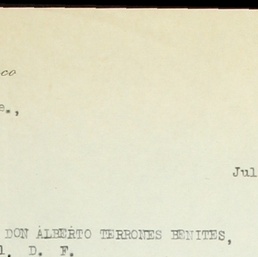 co
e.,
Jul
DON ALBERTO TERRONES BENITES,
l, D. F.